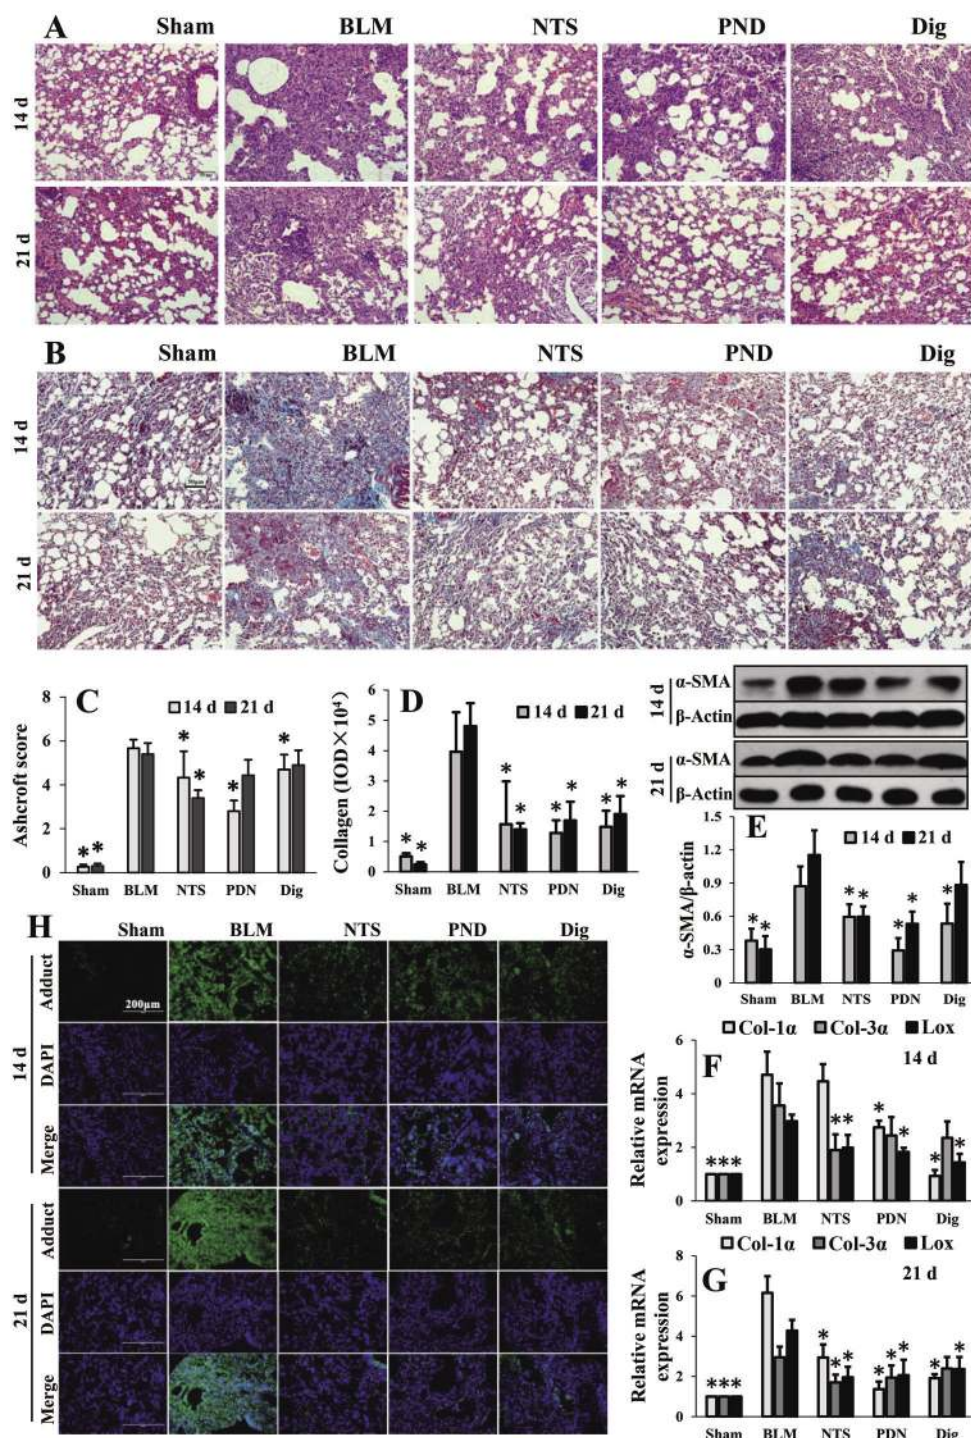 A Sham BLM NTS PND Dig
14 d
21 d
B Sham BLM NTS PND Dig
14 d
50μm
21 d
C
14 d 21 d
Ashcroft score
8
6
4
2
0
* * * * * *
Sham BLM NTS PDN Dig
D
14 d 21 d
Collagen (IOD×10⁴)
6
5
4
3
2
1
0
* * * * * * * *
Sham BLM NTS PDN Dig
14 d
α-SMA
β-Actin
21 d
α-SMA
β-Actin
E
14 d 21 d
α-SMA/β-actin
1.5
1.2
0.9
0.6
0.3
0
* * * * * * *
Sham BLM NTS PDN Dig
H Sham BLM NTS PND Dig
14 d
Adduct
200μm
DAPI
Merge
21 d
Adduct
DAPI
Merge
Col-1α Col-3α Lox
F 14 d
Relative mRNA
expression
6
4
2
0
*** ** * * * *
Sham BLM NTS PDN Dig
Col-1α Col-3α Lox
G 21 d
Relative mRNA
expression
8
6
4
2
0
*** * * * * * * * *
Sham BLM NTS PDN Dig